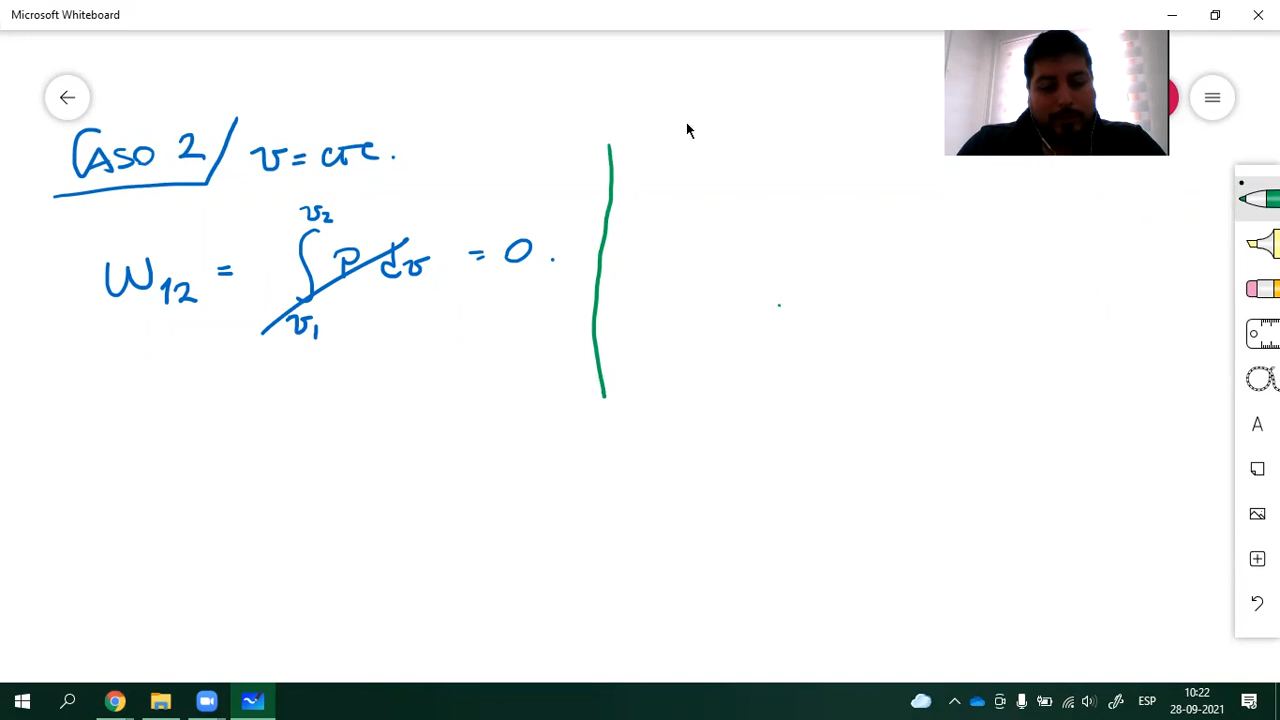 Microsoft Whiteboard
CASO 2 / v = cte.
W12 = ∫ v1 v2 P dv = 0.
A
ESP
10:22
28-09-2021